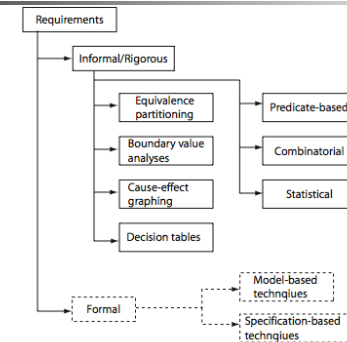 Requirements
Informal/Rigorous
Equivalence
partitioning
Predicate-based
Boundary value
analyses
Combinatorial
Cause-effect
graphing
Statistical
Decision tables
Model-based
technqiues
Formal
Specification-based
technqiues